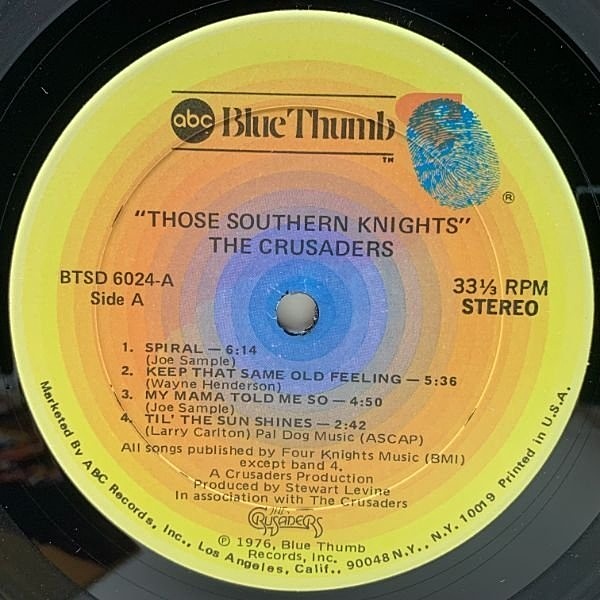 abc Blue Thumb
TM
®
"THOSE SOUTHERN KNIGHTS"
THE CRUSADERS
BTSD 6024-A
Side A
33⅓ RPM
STEREO
1. SPIRAL — 6:14
(Joe Sample)
2. KEEP THAT SAME OLD FEELING — 5:36
(Wayne Henderson)
3. MY MAMA TOLD ME SO — 4:50
(Joe Sample)
4. TIL' THE SUN SHINES — 2:42
(Larry Carlton) Pal Dog Music (ASCAP)
All songs published by Four Knights Music (BMI)
except band 4.
A Crusaders Production
Produced by Stewart Levine
In association with The Crusaders
THE CRUSADERS
℗ 1976, Blue Thumb
Records, Inc.
Marketed By ABC Records, Inc., Los Angeles, Calif., 90048 N.Y., N.Y. 10019 Printed in U.S.A.